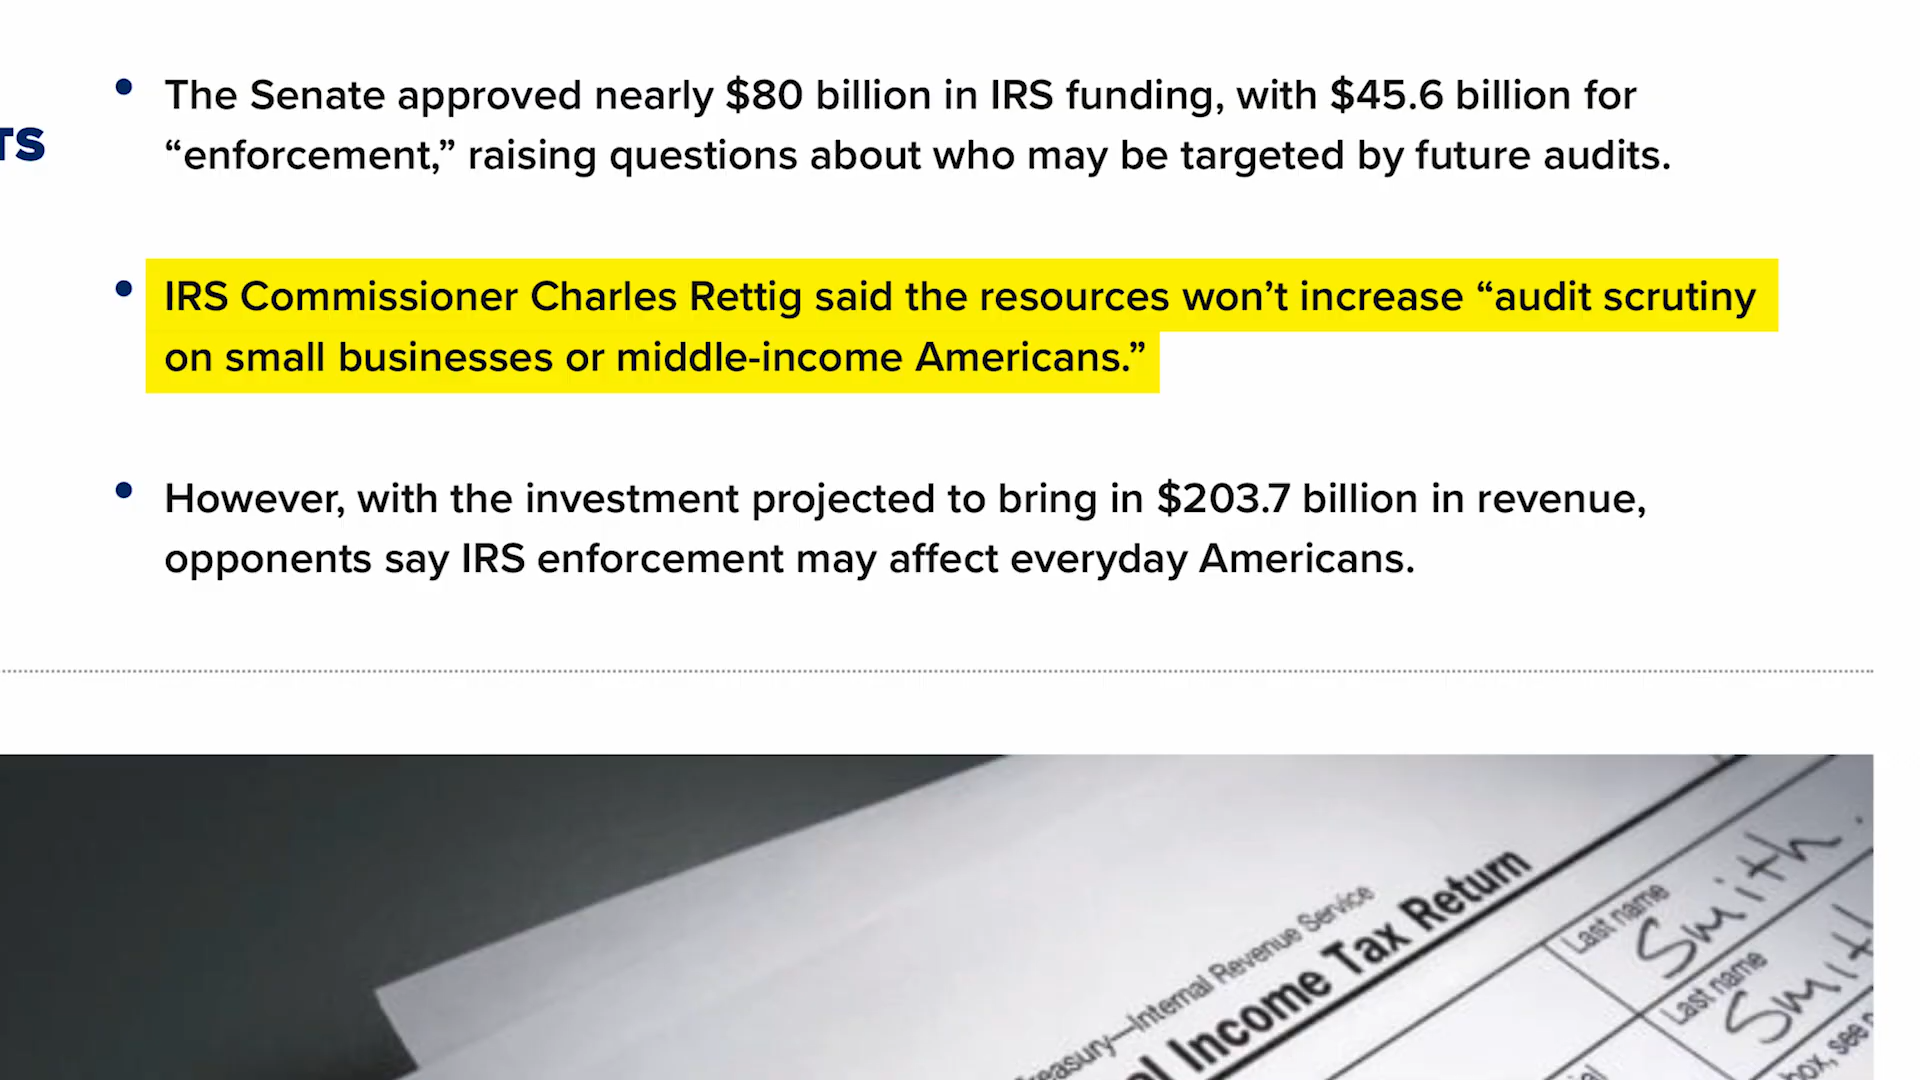 TS
The Senate approved nearly $80 billion in IRS funding, with $45.6 billion for
“enforcement,” raising questions about who may be targeted by future audits.
IRS Commissioner Charles Rettig said the resources won’t increase “audit scrutiny
on small businesses or middle-income Americans.”
However, with the investment projected to bring in $203.7 billion in revenue,
opponents say IRS enforcement may affect everyday Americans.
Treasury—Internal Revenue Service
Income Tax Return
Last name
Smith
Last name
Smit
box, see